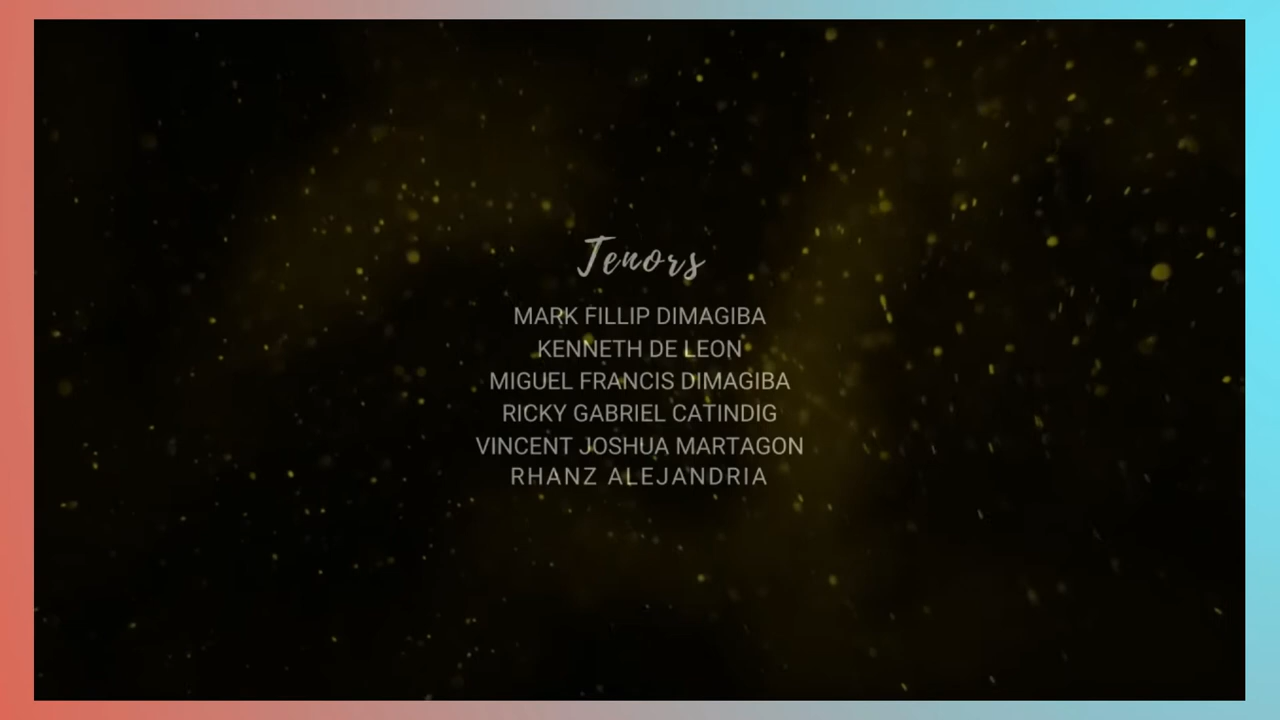 Tenors
MARK FILLIP DIMAGIBA
KENNETH DE LEON
MIGUEL FRANCIS DIMAGIBA
RICKY GABRIEL CATINDIG
VINCENT JOSHUA MARTAGON
RHANZ ALEJANDRIA